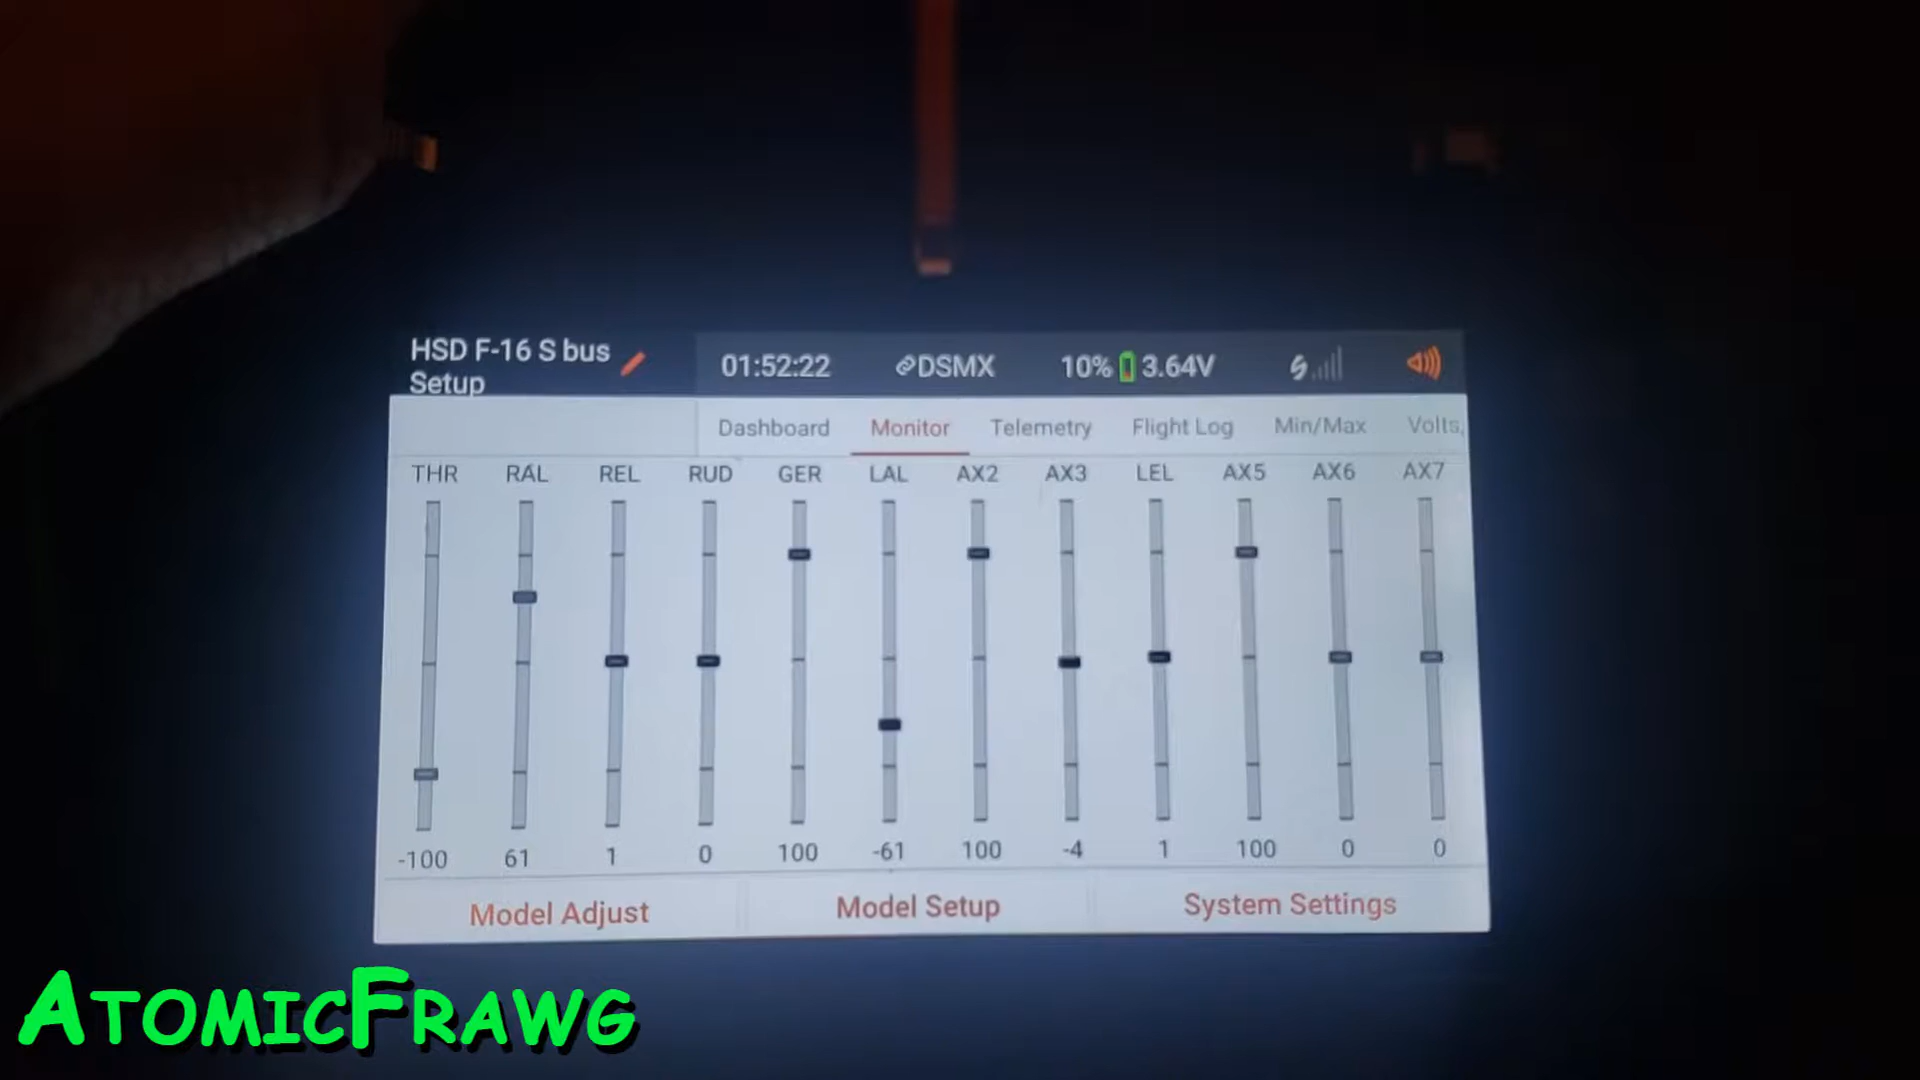 HSD F-16 S bus
Setup
01:52:22 DSMX 10% 3.64V
Dashboard Monitor Telemetry Flight Log Min/Max Volts,
THR RAL REL RUD GER LAL AX2 AX3 LEL AX5 AX6 AX7
-100 61 1 0 100 -61 100 -4 1 100 0 0
Model Adjust Model Setup System Settings
ATOMICFRAWG